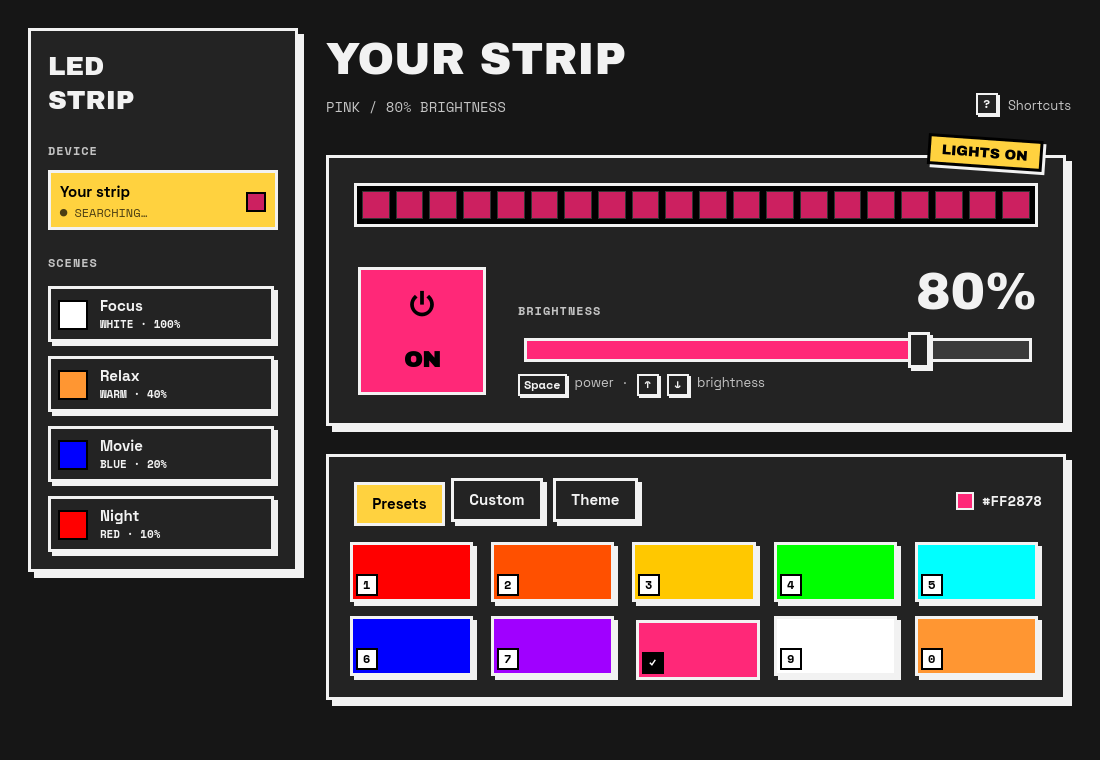 LED
STRIP
DEVICE
Your strip
SEARCHING…
SCENES
Focus
WHITE · 100%
Relax
WARM · 40%
Movie
BLUE · 20%
Night
RED · 10%
YOUR STRIP
PINK / 80% BRIGHTNESS
? Shortcuts
LIGHTS ON
ON
BRIGHTNESS
80%
Space power · ↑ ↓ brightness
Presets Custom Theme #FF2878
1 2 3 4 5
6 7 ✓ 9 0